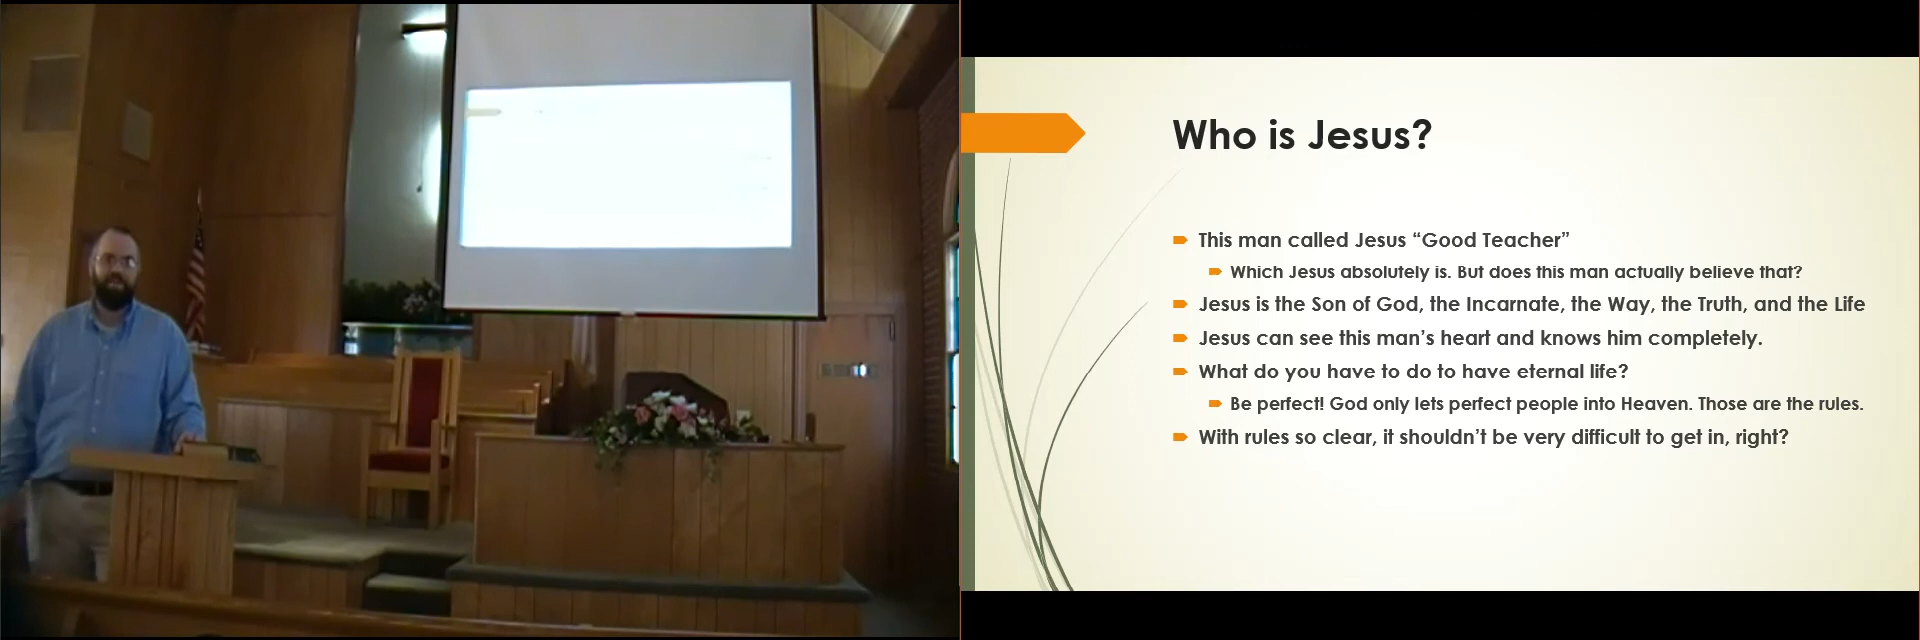 Who is Jesus?
This man called Jesus “Good Teacher”
Which Jesus absolutely is. But does this man actually believe that?
Jesus is the Son of God, the Incarnate, the Way, the Truth, and the Life
Jesus can see this man’s heart and knows him completely.
What do you have to do to have eternal life?
Be perfect! God only lets perfect people into Heaven. Those are the rules.
With rules so clear, it shouldn’t be very difficult to get in, right?